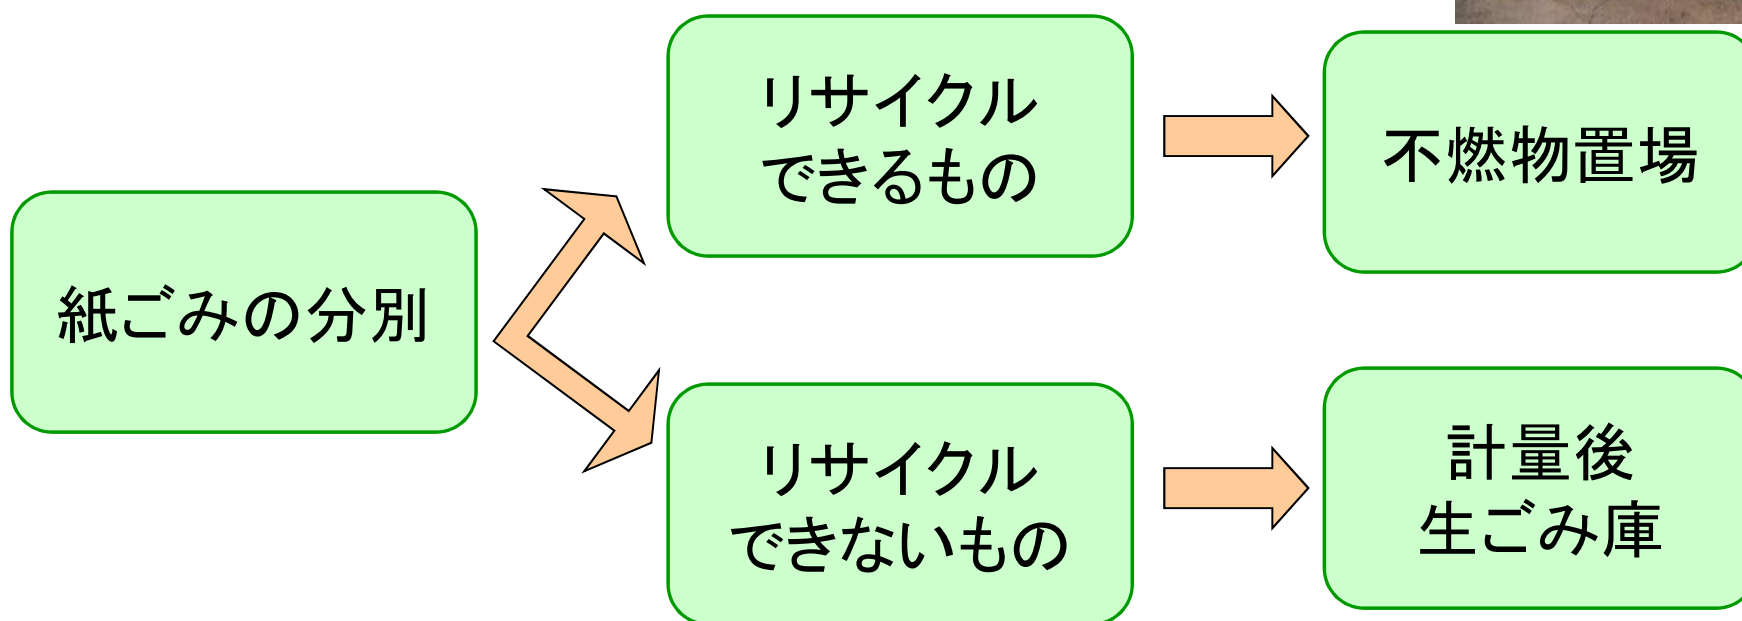 紙ごみの分別
リサイクル
できるもの
不燃物置場
リサイクル
できないもの
計量後
生ごみ庫